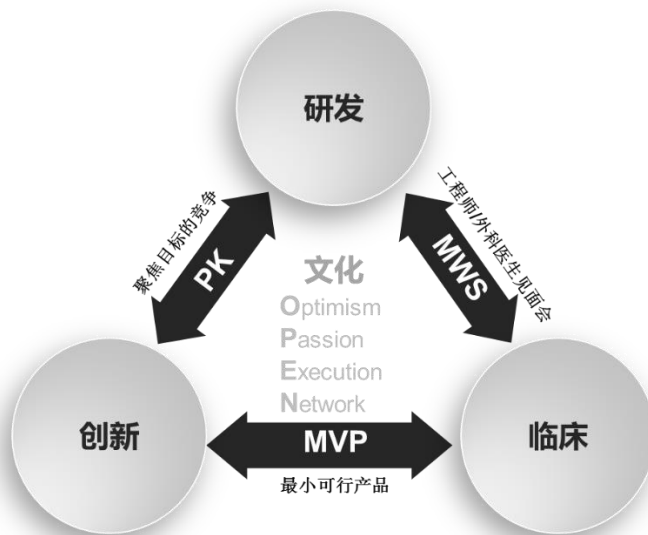 研发
聚焦目标的竞争
PK
工程师/外科医生见面会
MWS
文化
Optimism
Passion
Execution
Network
创新
MVP
临床
最小可行产品